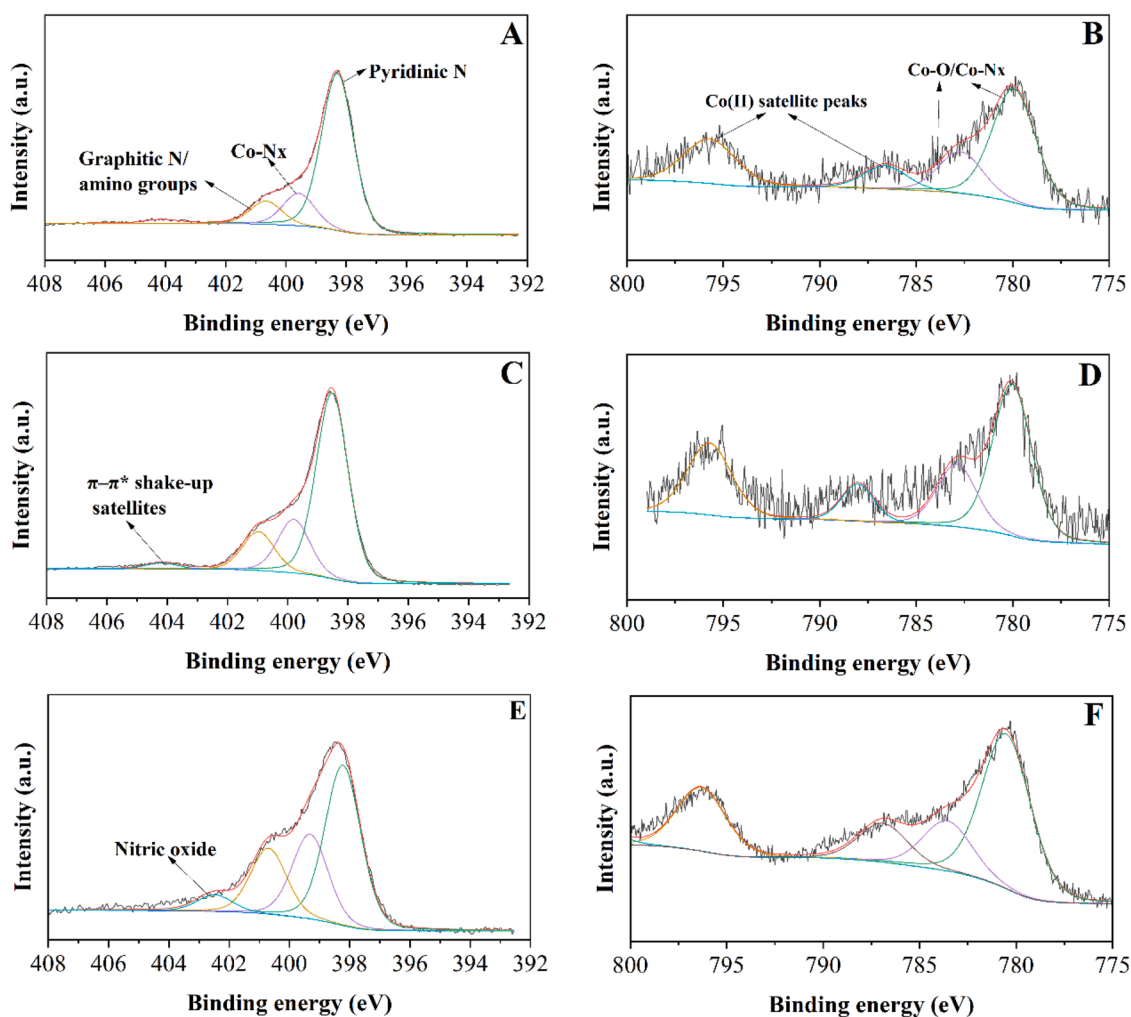 A
Pyridinic N
Co-Nx
Graphitic N/
amino groups
Intensity (a.u.)
408 406 404 402 400 398 396 394 392
Binding energy (eV)
B
Co-O/Co-Nx
Co(II) satellite peaks
Intensity (a.u.)
800 795 790 785 780 775
Binding energy (eV)
C
π–π* shake-up
satellites
Intensity (a.u.)
408 406 404 402 400 398 396 394 392
Binding energy (eV)
D
Intensity (a.u.)
800 795 790 785 780 775
Binding energy (eV)
E
Nitric oxide
Intensity (a.u.)
408 406 404 402 400 398 396 394 392
Binding energy (eV)
F
Intensity (a.u.)
800 795 790 785 780 775
Binding energy (eV)